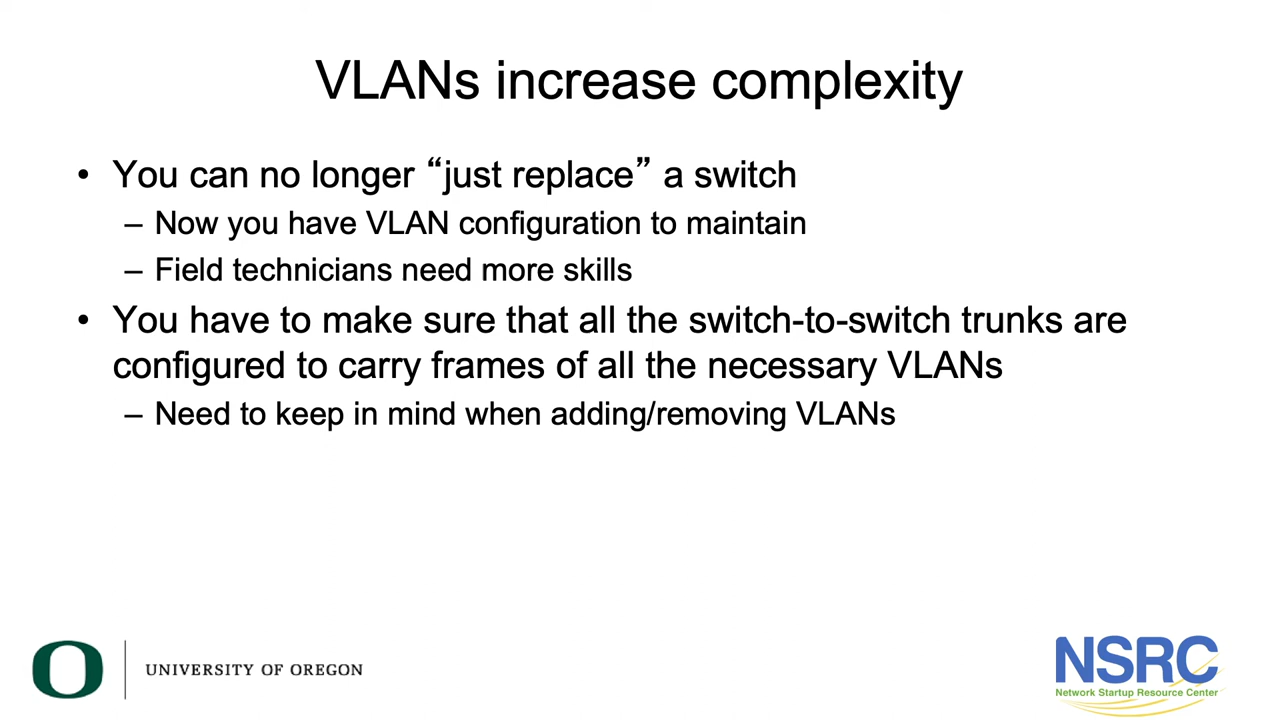 VLANs increase complexity
• You can no longer “just replace” a switch
– Now you have VLAN configuration to maintain
– Field technicians need more skills
• You have to make sure that all the switch-to-switch trunks are
configured to carry frames of all the necessary VLANs
– Need to keep in mind when adding/removing VLANs
O
UNIVERSITY OF OREGON
NSRC
Network Startup Resource Center